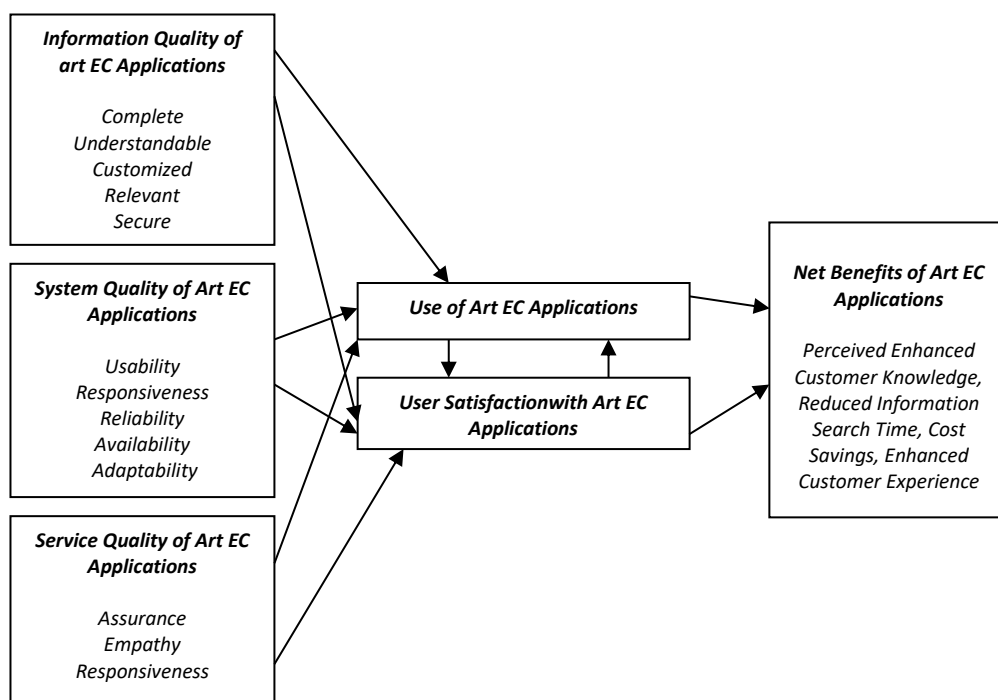 Information Quality of
art EC Applications
Complete
Understandable
Customized
Relevant
Secure
System Quality of Art EC
Applications
Usability
Responsiveness
Reliability
Availability
Adaptability
Service Quality of Art EC
Applications
Assurance
Empathy
Responsiveness
Use of Art EC Applications
User Satisfactionwith Art EC
Applications
Net Benefits of Art EC
Applications
Perceived Enhanced
Customer Knowledge,
Reduced Information
Search Time, Cost
Savings, Enhanced
Customer Experience